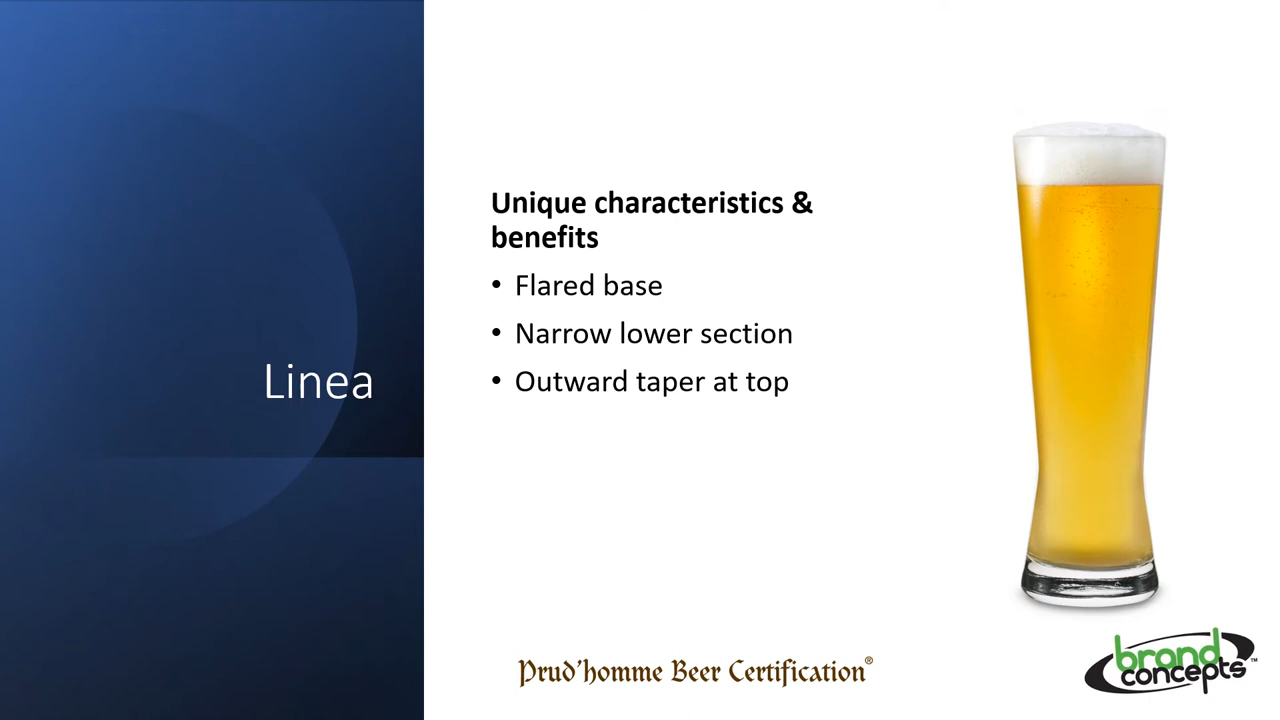 Linea
Unique characteristics &
benefits
• Flared base
• Narrow lower section
• Outward taper at top
Prud'homme Beer Certification®
brand
concepts™